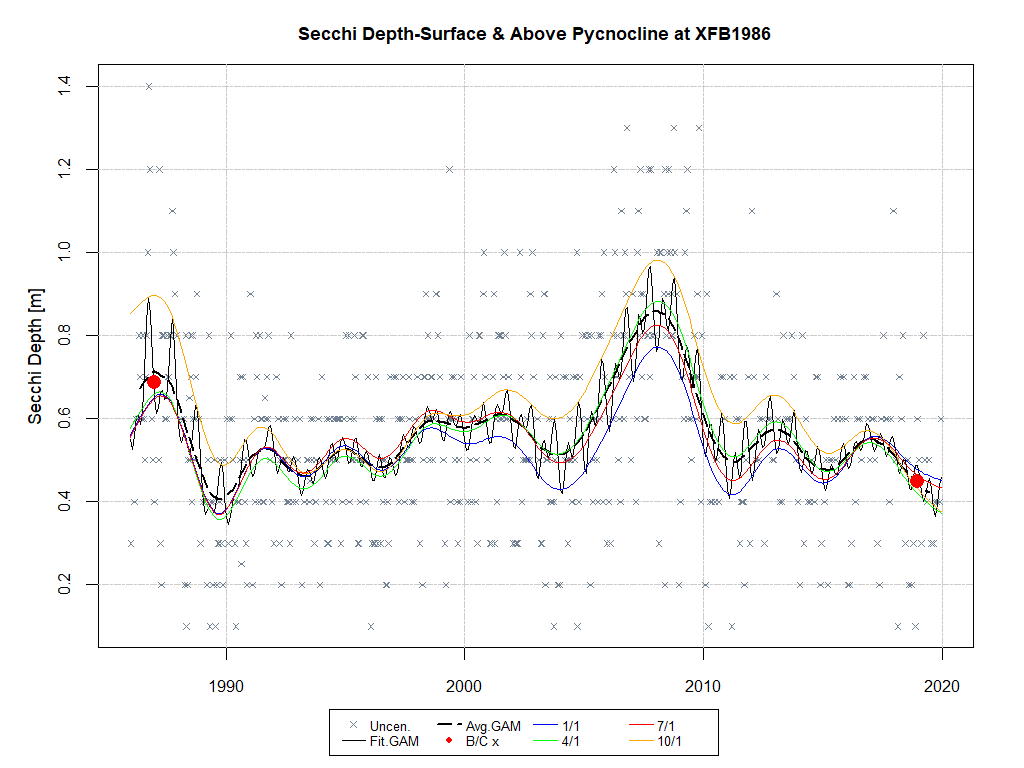 Secchi Depth-Surface & Above Pycnocline at XFB1986
Secchi Depth [m]
1.4
1.2
1.0
0.8
0.6
0.4
0.2
1990 2000 2010 2020
Uncen. Avg.GAM 1/1 7/1
Fit.GAM B/C x 4/1 10/1